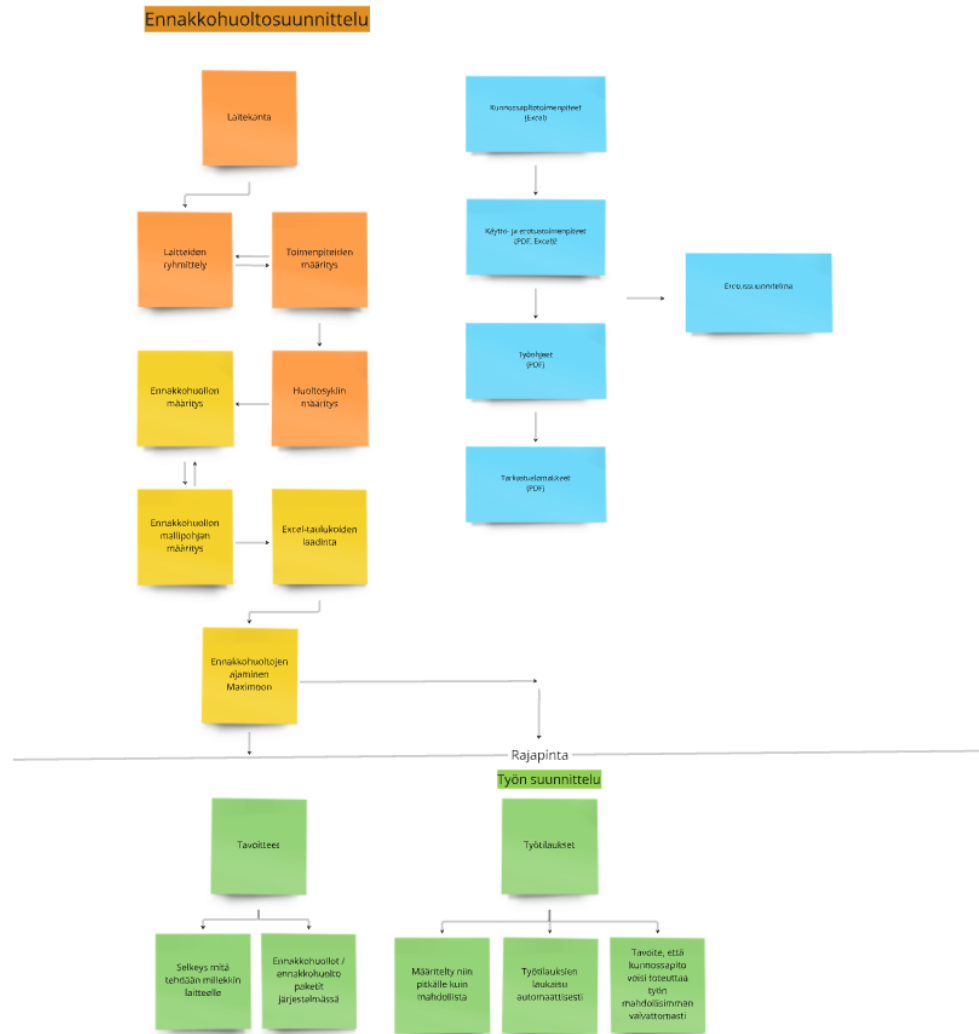 Ennakkohuoltosuunnittelu
Laitekanta
Laitteiden
ryhmittely
Toimenpiteiden
määritys
Ennakkohuollon
määritys
Huoltosyklin
määritys
Ennakkohuollon
mallipohjan
määritys
Excel-taulukoiden
laadinta
Ennakkohuoltojen
ajaminen
Maximoon
Kunnossapitotoimenpiteet
(Excel)
Käyttö- ja erotustoimenpiteet
(PDF, Excel)?
Erotussuunnitelma
Työohjeet
(PDF)
(PDF)
Rajapinta
Työn suunnittelu
Tavoitteet
Selkeys mitä
tehdään millekkin
laitteelle
Ennakkohuollot /
ennakkohuolto
paketit
järjestelmässä
Työtilaukset
Määritelty niin
pitkälle kuin
mahdollista
Työtilauksien
laukaisu
automaattisesti
Tavoite, että
kunnossapito
voisi toteuttaa
työn
mahdollisimman
vaivattomasti